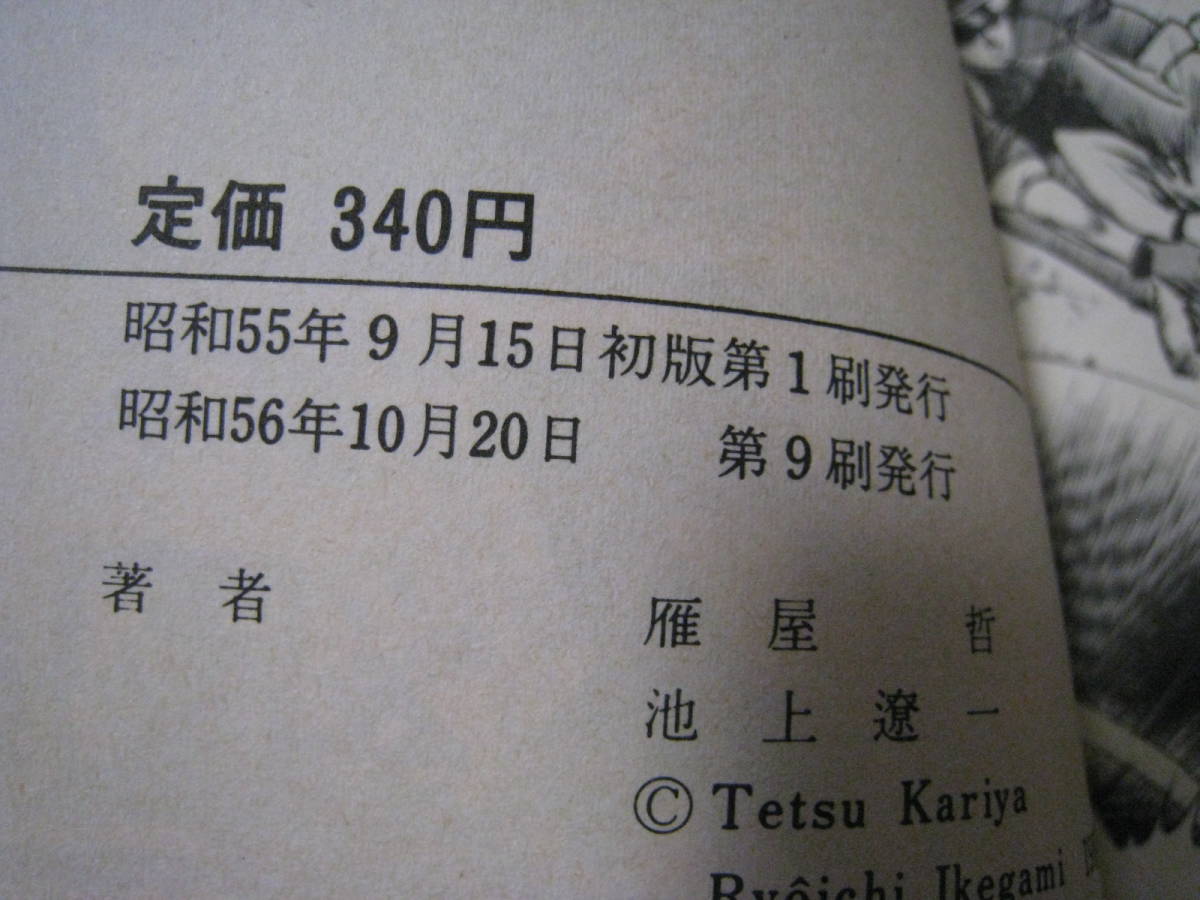 定価 340円
昭和55年9月15日初版第1刷発行
昭和56年10月20日 第9刷発行
著者 雁屋 哲
池上遼一
© Tetsu Kariya
Ryôichi Ikegami